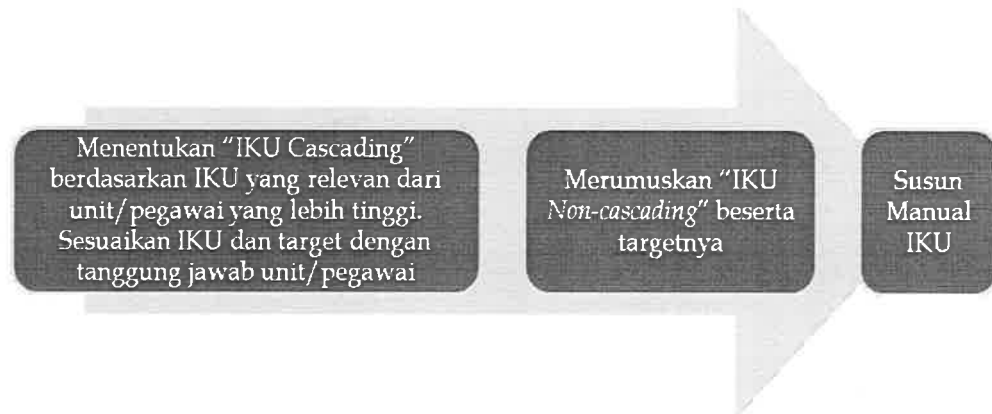 Menentukan "IKU Cascading"
berdasarkan IKU yang relevan dari
unit/pegawai yang lebih tinggi.
Sesuaikan IKU dan target dengan
tanggung jawab unit/pegawai
Merumuskan "IKU
Non-cascading" beserta
targetnya
Susun
Manual
IKU